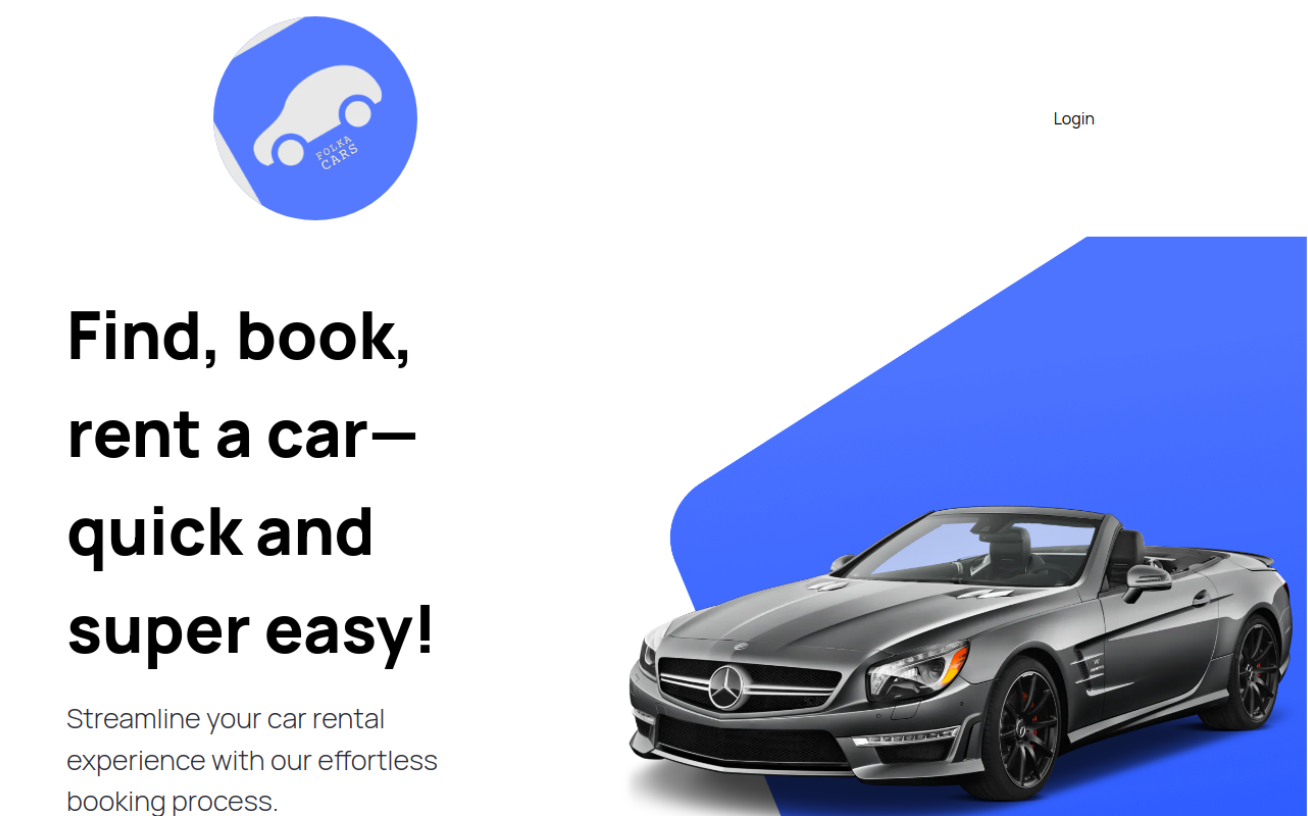 FOLKA
CARS
Login
Find, book,
rent a car—
quick and
super easy!
Streamline your car rental
experience with our effortless
booking process.